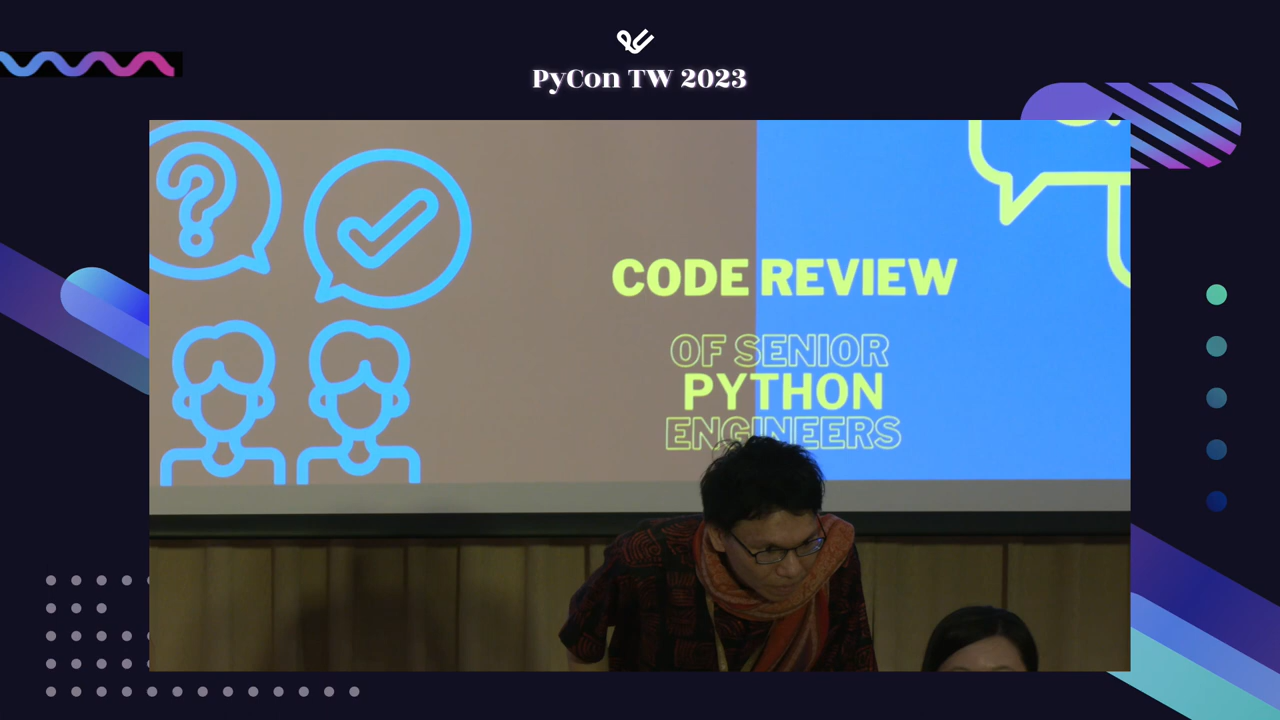 PyCon TW 2023
CODE REVIEW
OF SENIOR
PYTHON
ENGINEERS